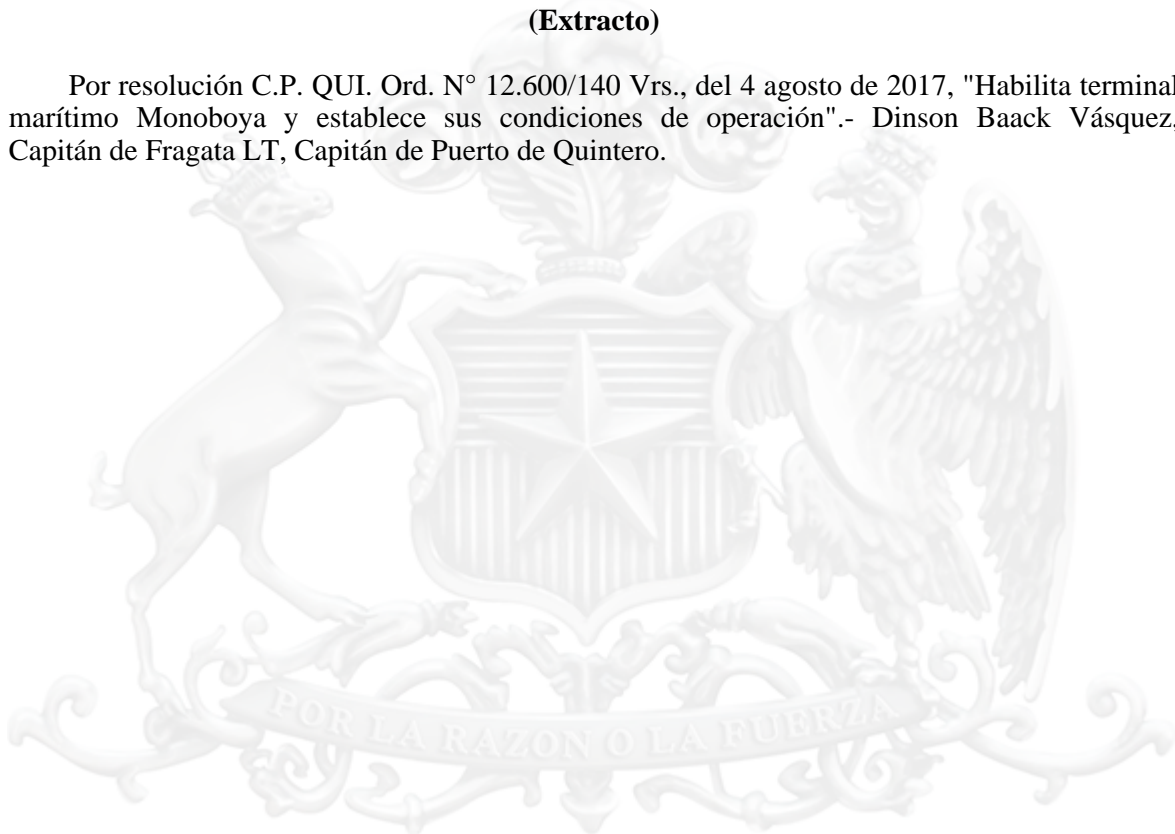 (Extracto)
Por resolución C.P. QUI. Ord. N° 12.600/140 Vrs., del 4 agosto de 2017, "Habilita terminal
marítimo Monoboya y establece sus condiciones de operación".- Dinson Baack Vásquez,
Capitán de Fragata LT, Capitán de Puerto de Quintero.
POR LA RAZON O LA FUERZA